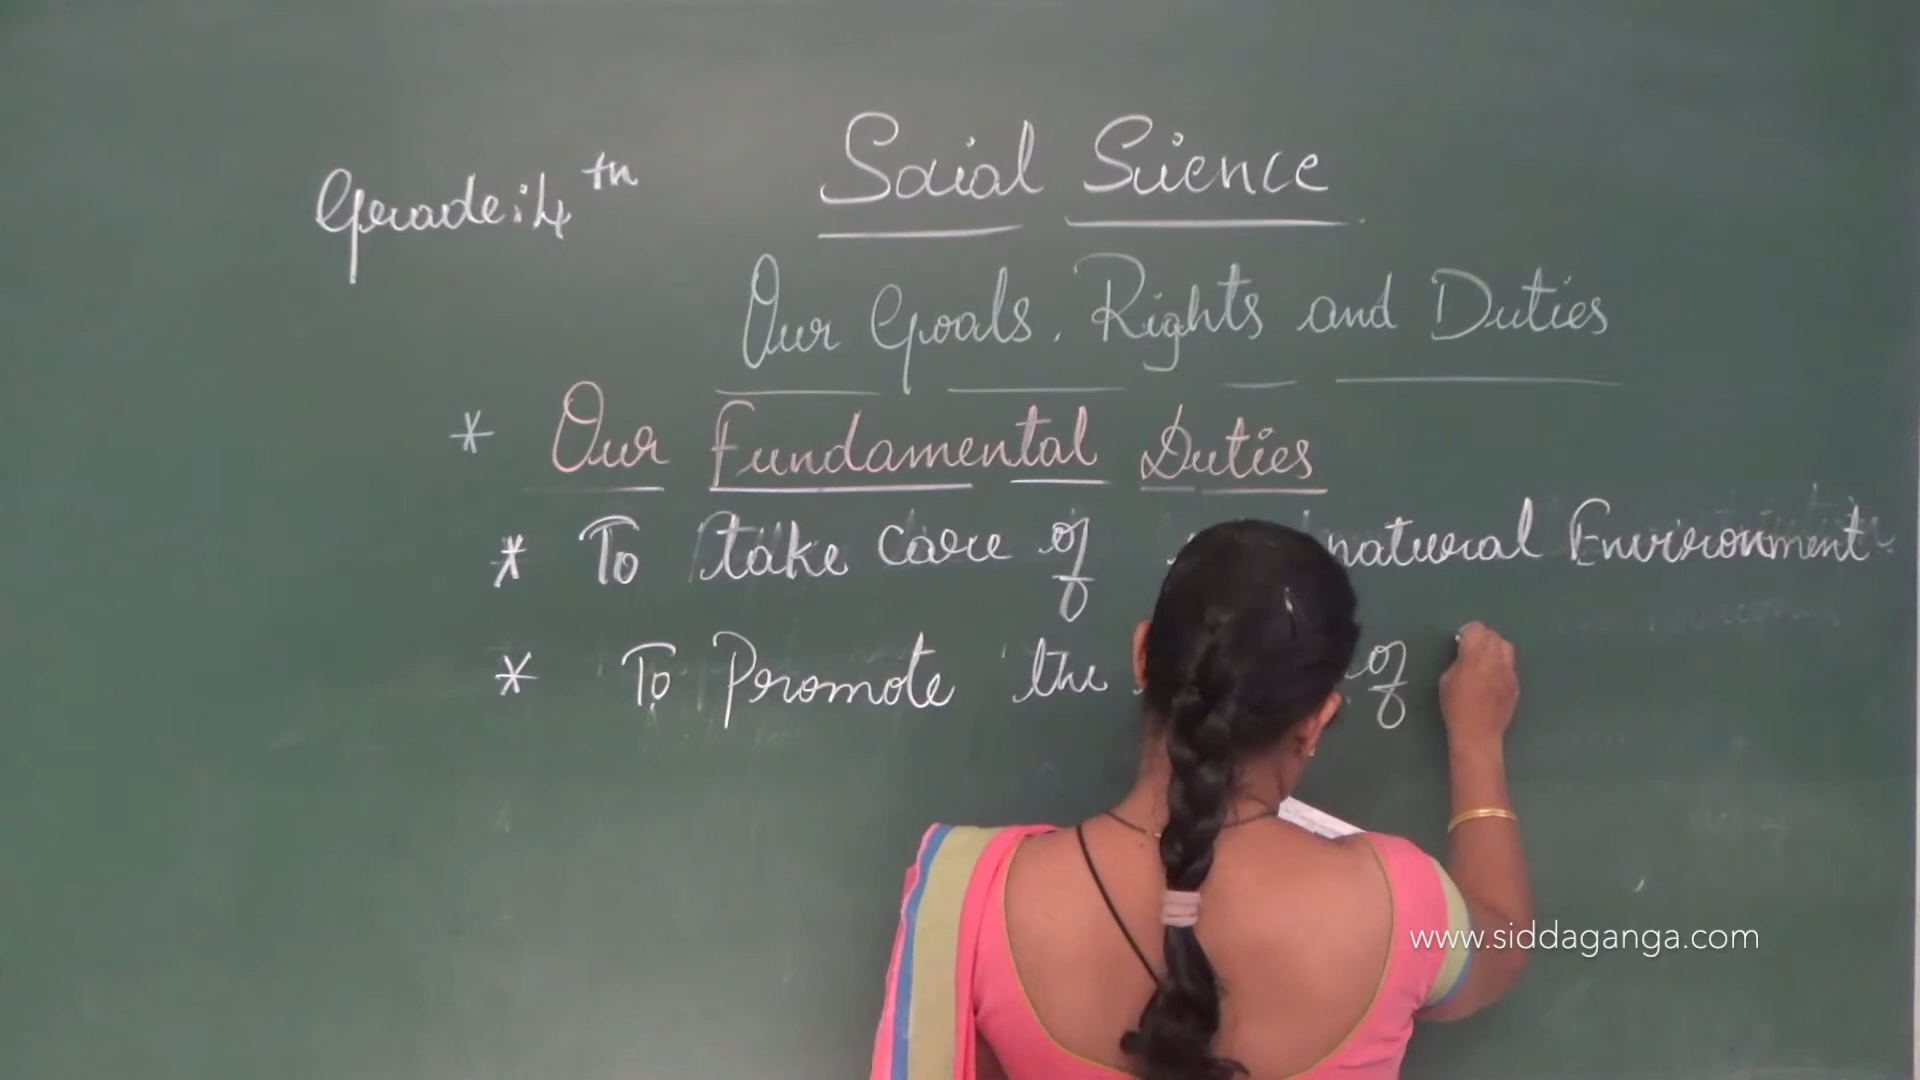 Grade: 4th
Social Science
Our Goals, Rights and Duties
* Our Fundamental Duties
* To take care of natural Environment
* To Promote the of
www.siddaganga.com